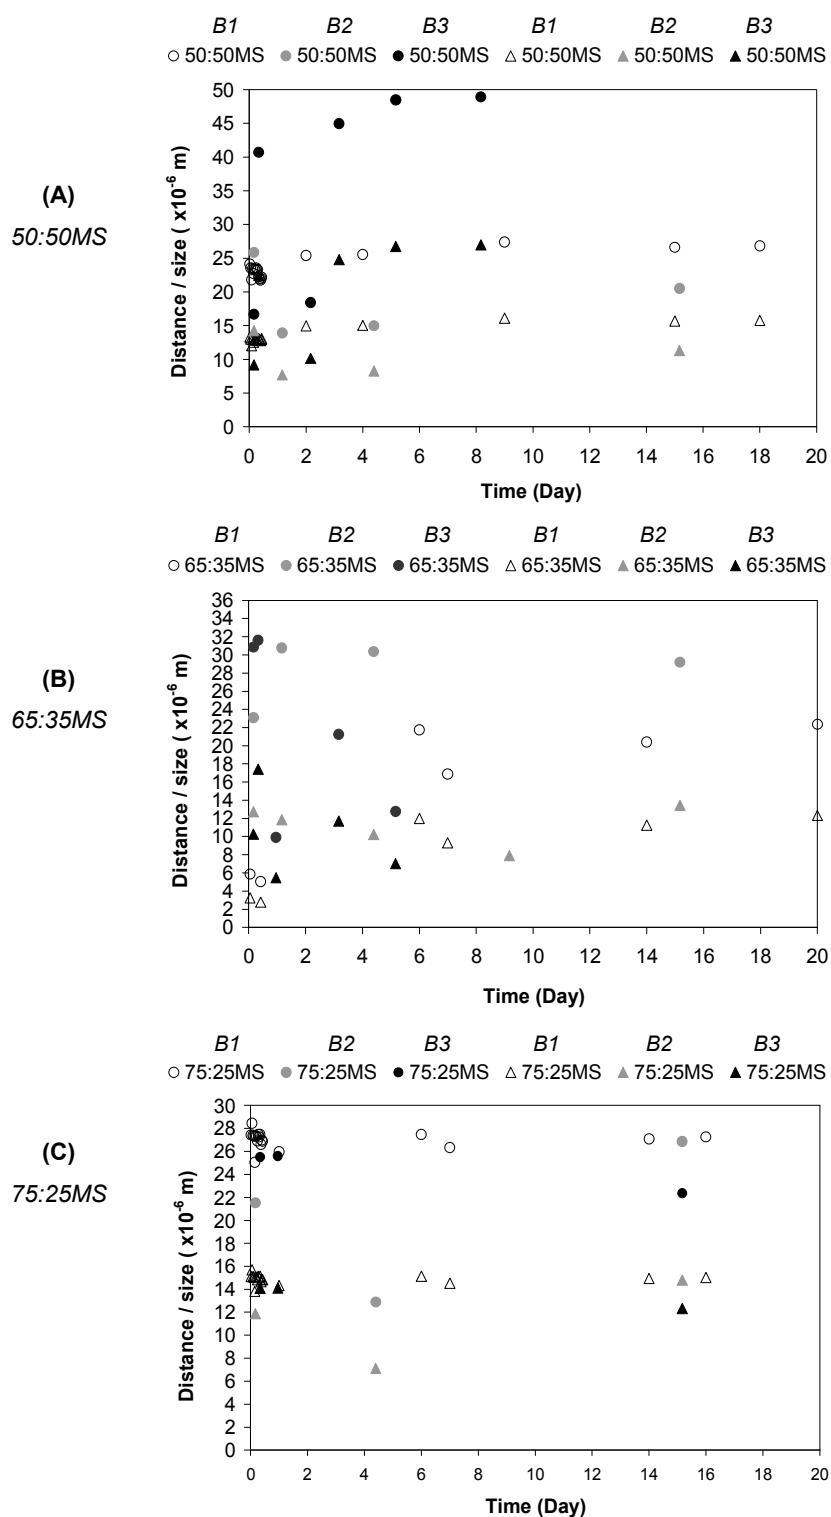 B1 B2 B3 B1 B2 B3
50:50MS 50:50MS 50:50MS 50:50MS 50:50MS 50:50MS
(A)
50:50MS
Distance / size ( x10⁻⁶ m)
50
45
40
35
30
25
20
15
10
5
0
0 2 4 6 8 10 12 14 16 18 20
Time (Day)
B1 B2 B3 B1 B2 B3
65:35MS 65:35MS 65:35MS 65:35MS 65:35MS 65:35MS
(B)
65:35MS
Distance / size ( x10⁻⁶ m)
36
34
32
30
28
26
24
22
20
18
16
14
12
10
8
6
4
2
0
0 2 4 6 8 10 12 14 16 18 20
Time (Day)
B1 B2 B3 B1 B2 B3
75:25MS 75:25MS 75:25MS 75:25MS 75:25MS 75:25MS
(C)
75:25MS
Distance / size ( x10⁻⁶ m)
30
28
26
24
22
20
18
16
14
12
10
8
6
4
2
0
0 2 4 6 8 10 12 14 16 18 20
Time (Day)